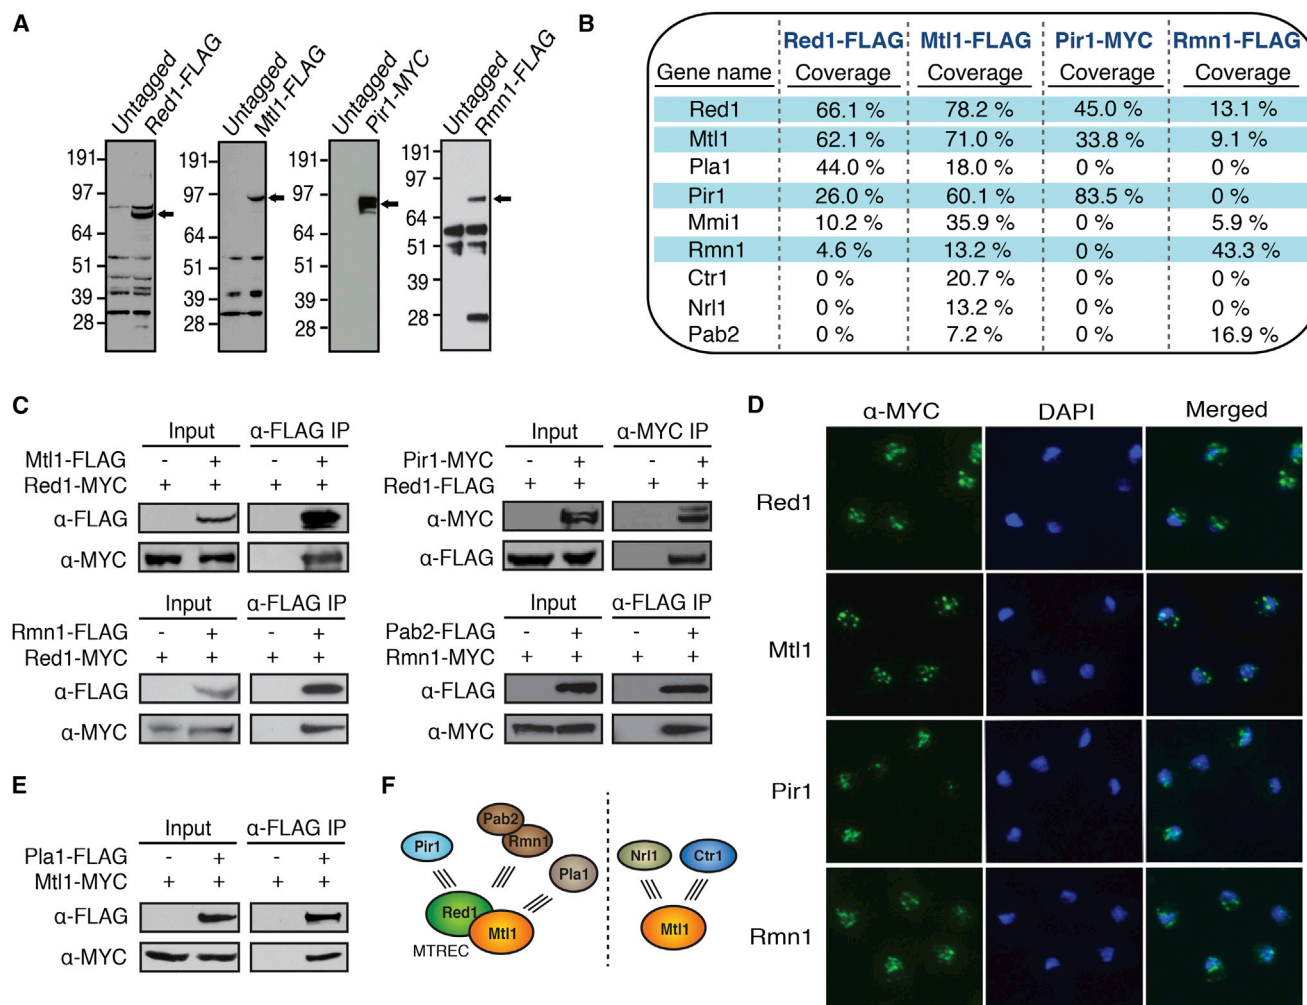 A
Untagged
Red1-FLAG
191
97
64
51
39
28
Untagged
Mtl1-FLAG
191
97
64
51
39
28
Untagged
Pir1-MYC
191
97
64
51
39
28
Untagged
Rmn1-FLAG
191
97
64
51
39
28
B
Red1-FLAG Mtl1-FLAG Pir1-MYC Rmn1-FLAG
Gene name Coverage Coverage Coverage Coverage
Red1 66.1 % 78.2 % 45.0 % 13.1 %
Mtl1 62.1 % 71.0 % 33.8 % 9.1 %
Pla1 44.0 % 18.0 % 0 % 0 %
Pir1 26.0 % 60.1 % 83.5 % 0 %
Mmi1 10.2 % 35.9 % 0 % 5.9 %
Rmn1 4.6 % 13.2 % 0 % 43.3 %
Ctr1 0 % 20.7 % 0 % 0 %
Nrl1 0 % 13.2 % 0 % 0 %
Pab2 0 % 7.2 % 0 % 16.9 %
C
Input α-FLAG IP
Mtl1-FLAG - + - +
Red1-MYC + + + +
α-FLAG
α-MYC
Input α-MYC IP
Pir1-MYC - + - +
Red1-FLAG + + + +
α-MYC
α-FLAG
Input α-FLAG IP
Rmn1-FLAG - + - +
Red1-MYC + + + +
α-FLAG
α-MYC
Input α-FLAG IP
Pab2-FLAG - + - +
Rmn1-MYC + + + +
α-FLAG
α-MYC
D
α-MYC DAPI Merged
Red1
Mtl1
Pir1
Rmn1
E
Input α-FLAG IP
Pla1-FLAG - + - +
Mtl1-MYC + + + +
α-FLAG
α-MYC
F
Pir1
Pab2
Rmn1
Pla1
Red1
Mtl1
MTREC
Nrl1
Ctr1
Mtl1